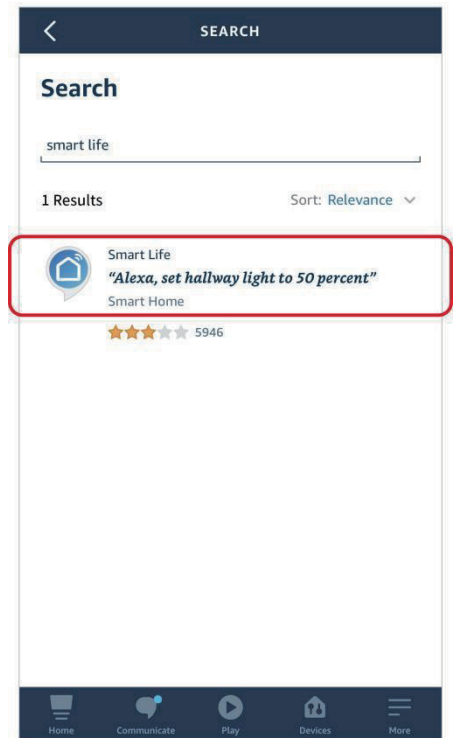 SEARCH
Search
smart life
1 Results Sort: Relevance
Smart Life
“Alexa, set hallway light to 50 percent”
Smart Home
5946
Home Communicate Play Devices More